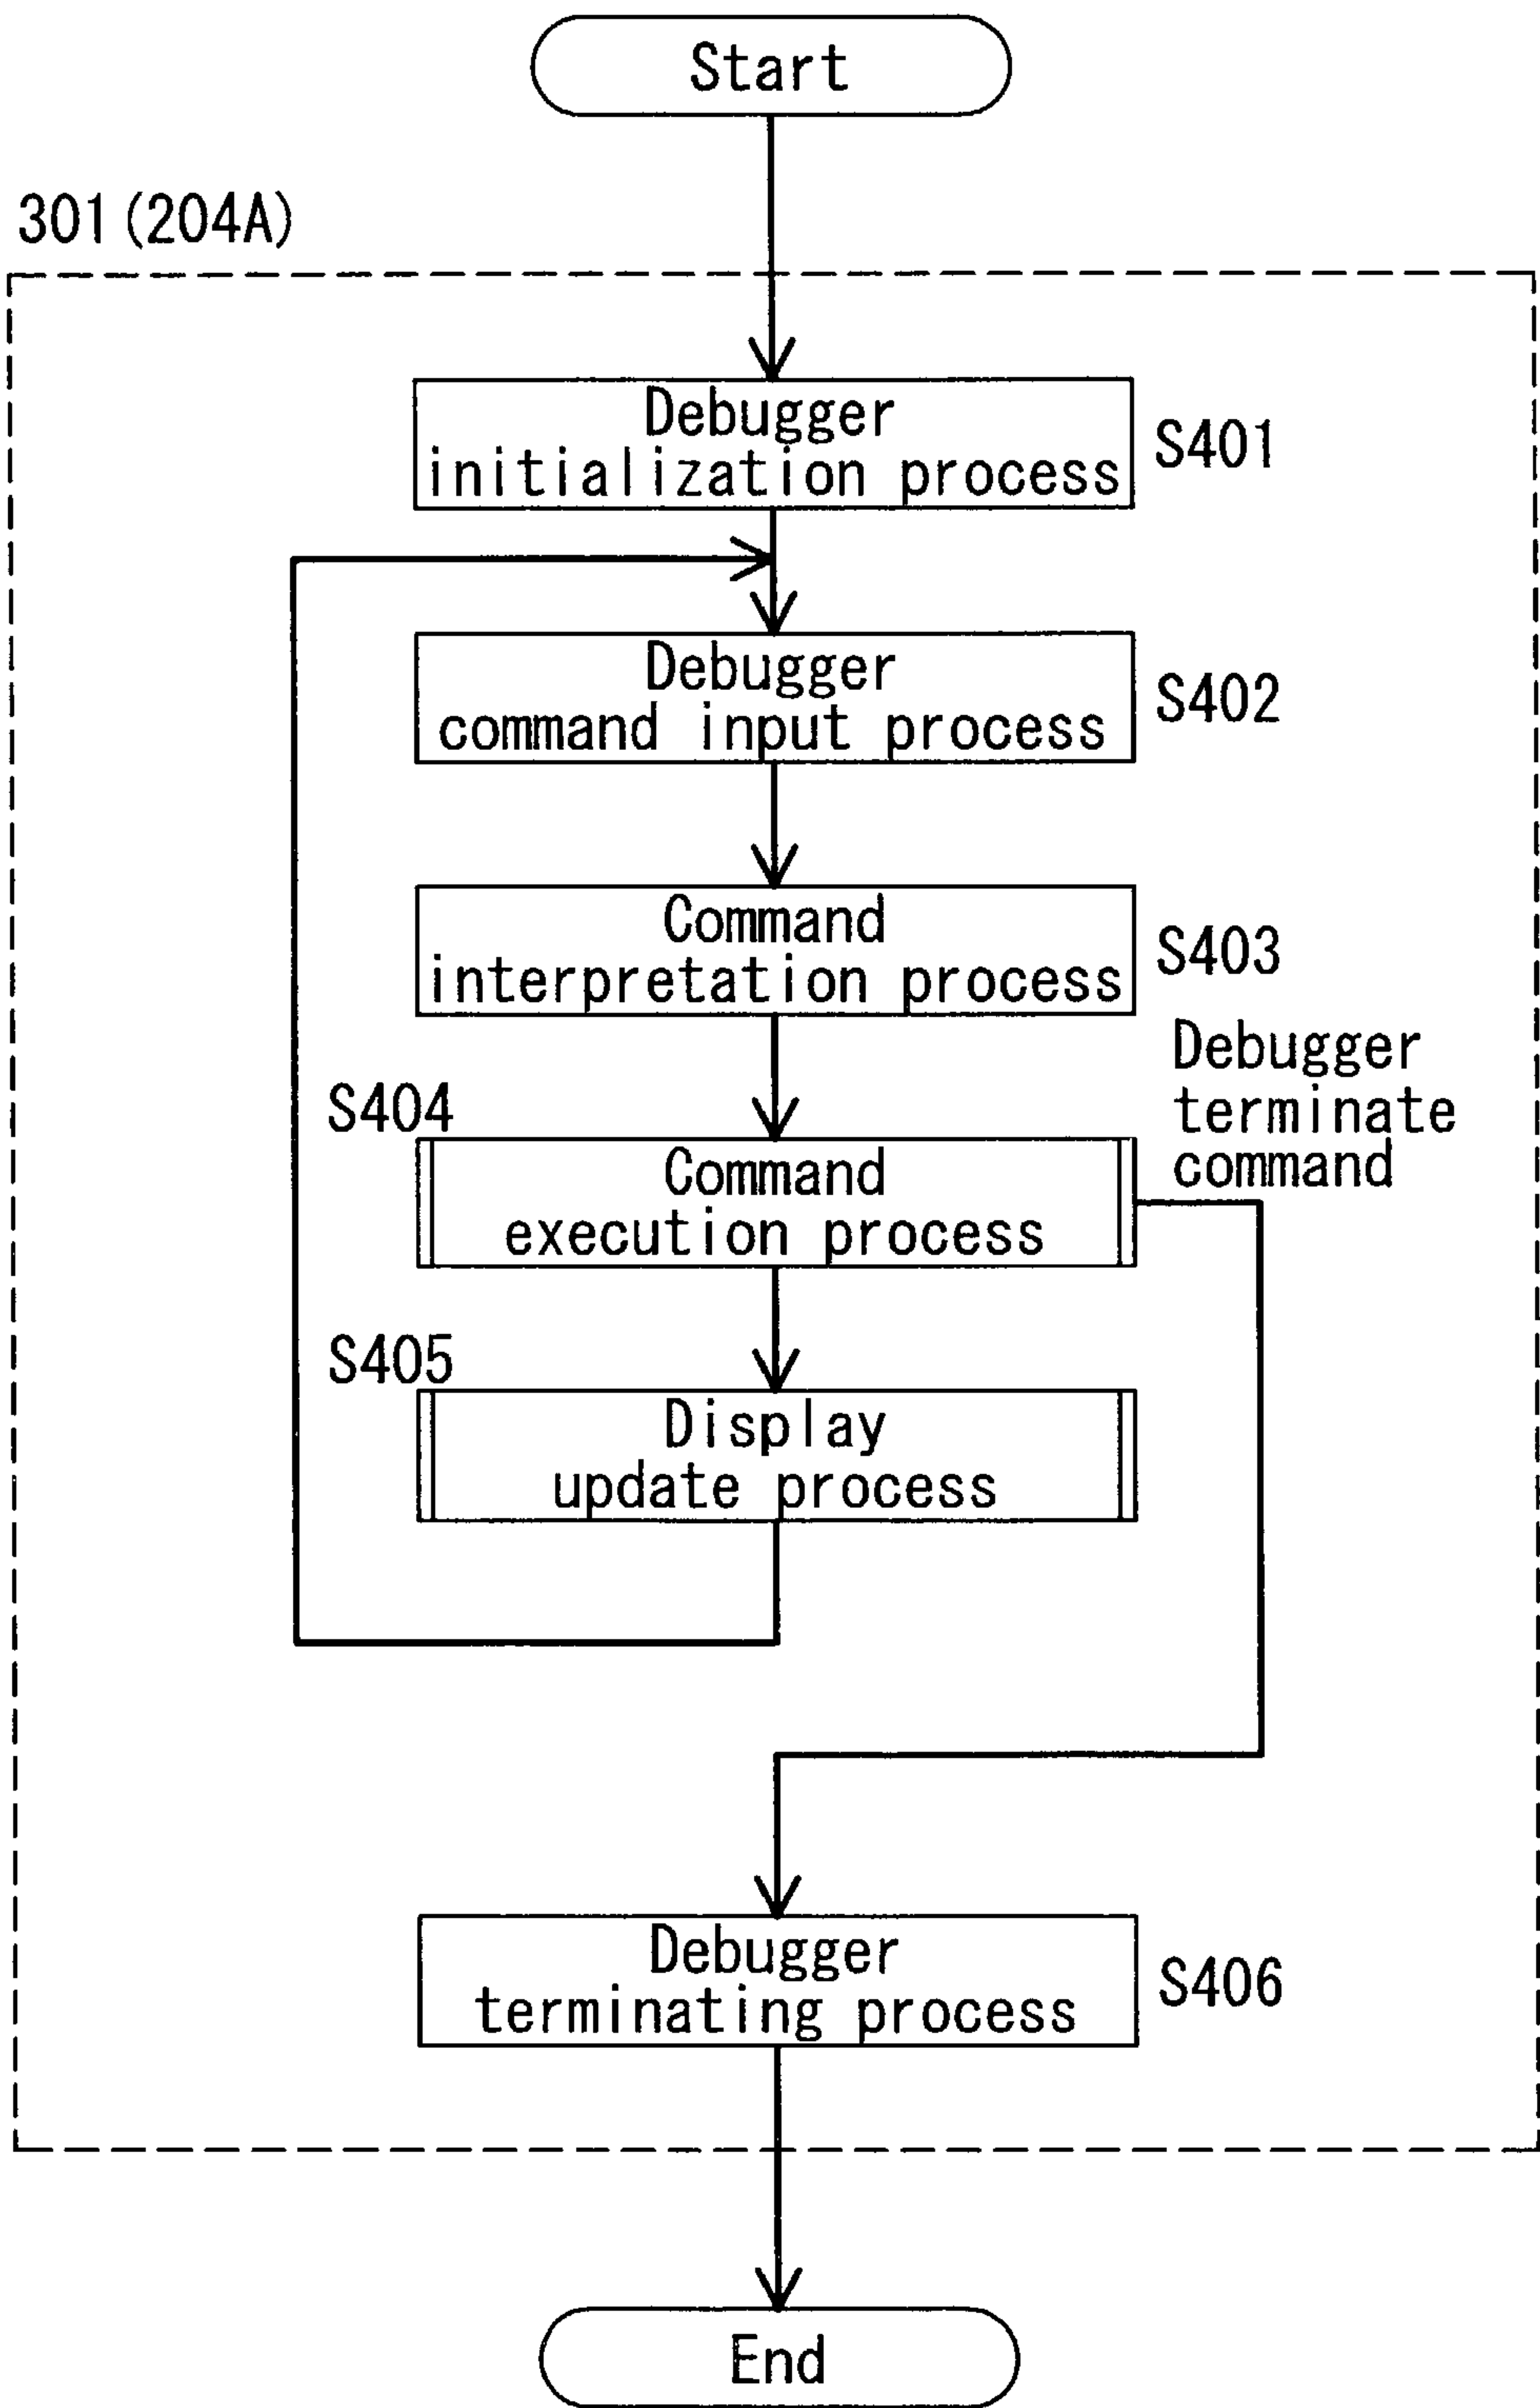 Start
301(204A)
Debugger
initialization process
S401
Debugger
command input process
S402
Command
interpretation process
S403
Debugger
terminate
command
S404
Command
execution process
S405
Display
update process
Debugger
terminating process
S406
End